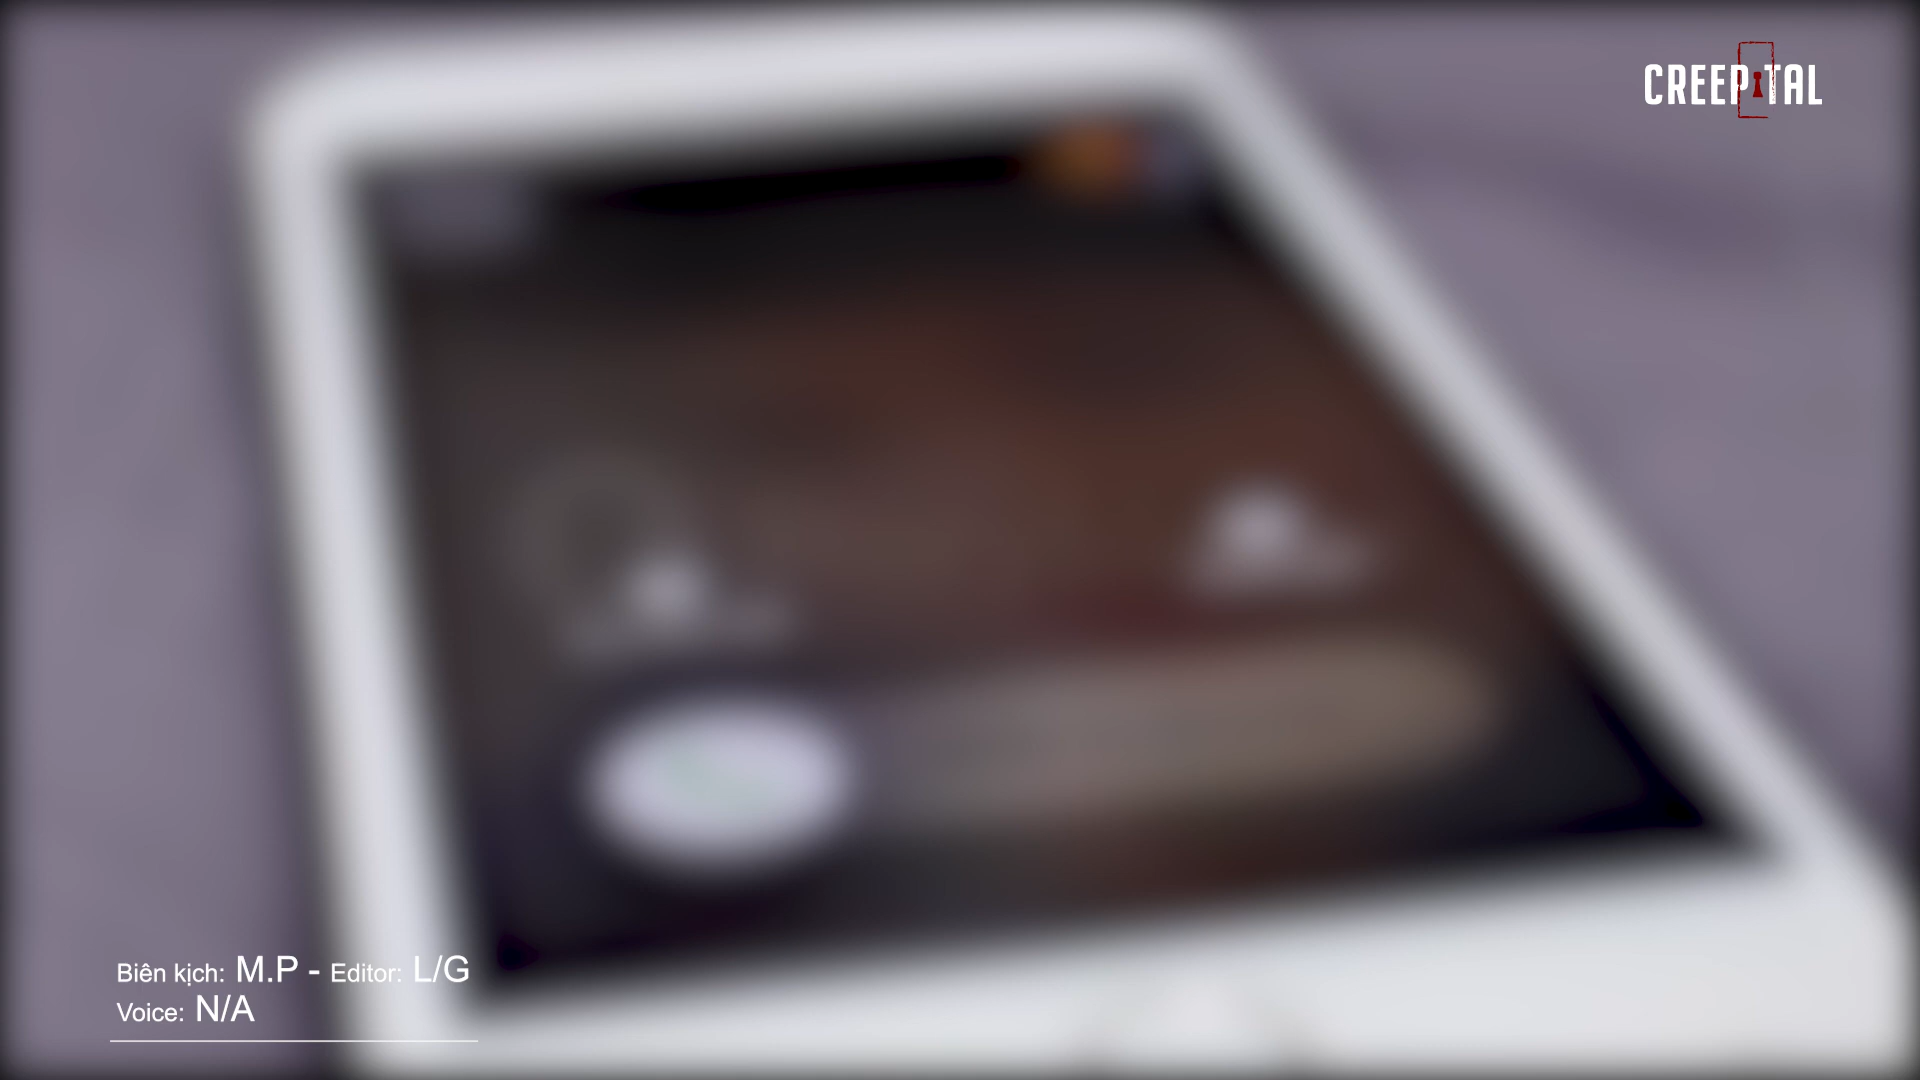 CREEPITAL
Biên kịch: M.P - Editor: L/G
Voice: N/A